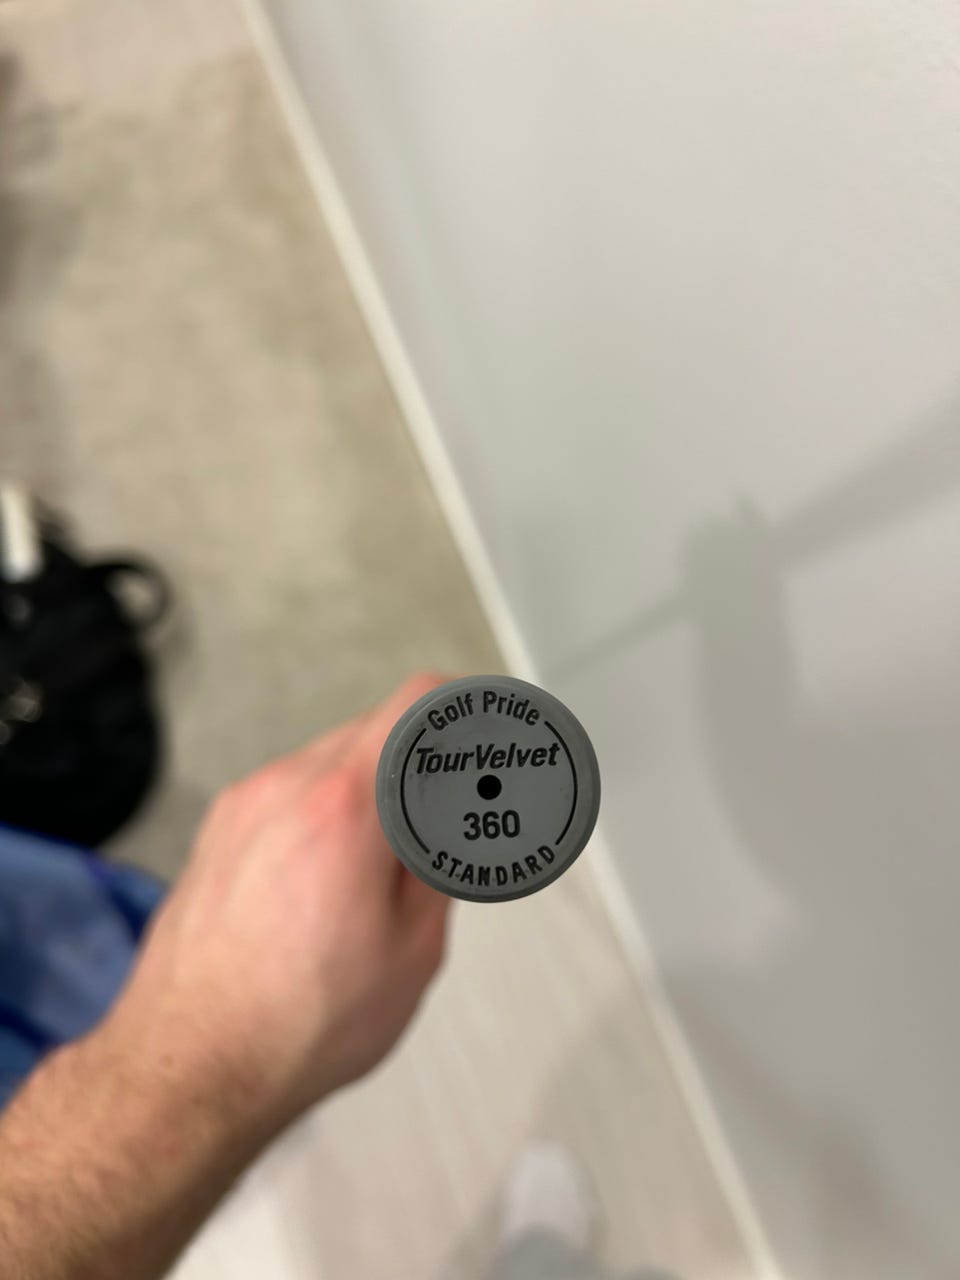 Golf Pride
TourVelvet
360
STANDARD